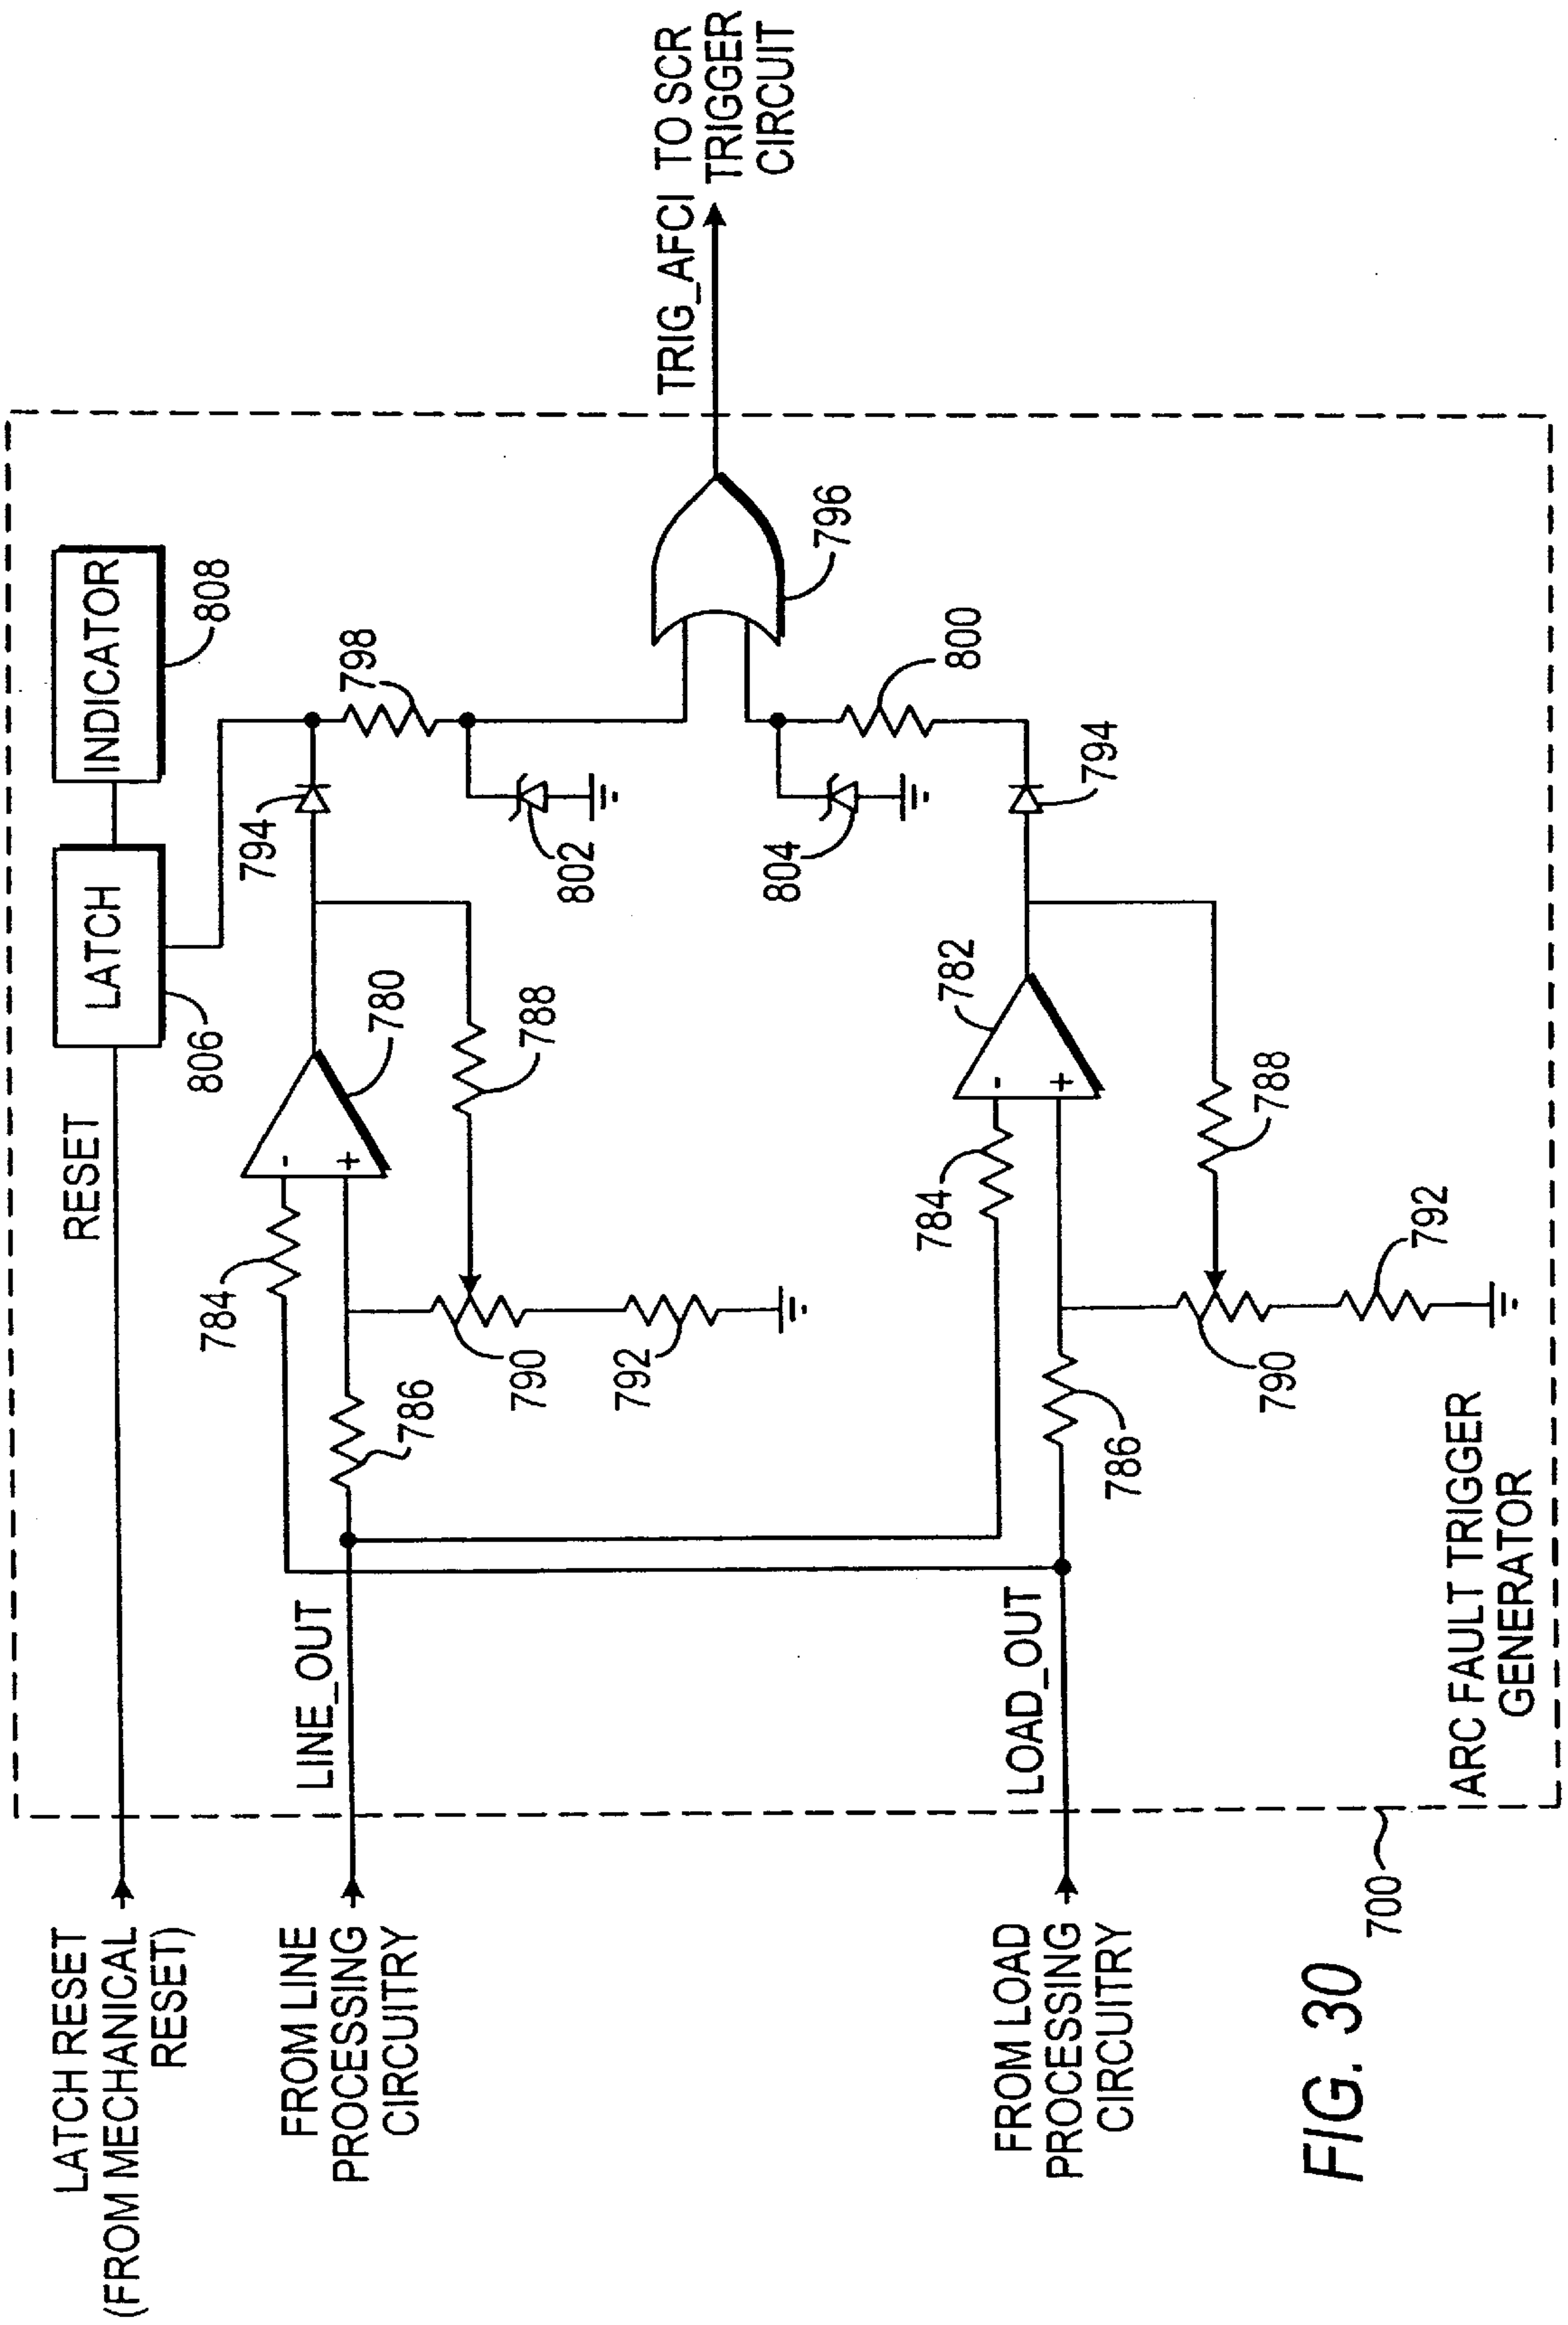 LATCH RESET
(FROM MECHANICAL
RESET)
RESET
LATCH
806
INDICATOR
808
FROM LINE
PROCESSING
CIRCUITRY
LINE_OUT
784
-
+
780
786
790
792
788
794
798
802
796
TRIG_AFCI TO SCR
TRIGGER
CIRCUIT
FROM LOAD
PROCESSING
CIRCUITRY
LOAD_OUT
784
-
+
782
786
790
792
788
794
800
804
ARC FAULT TRIGGER
GENERATOR
700
FIG. 30